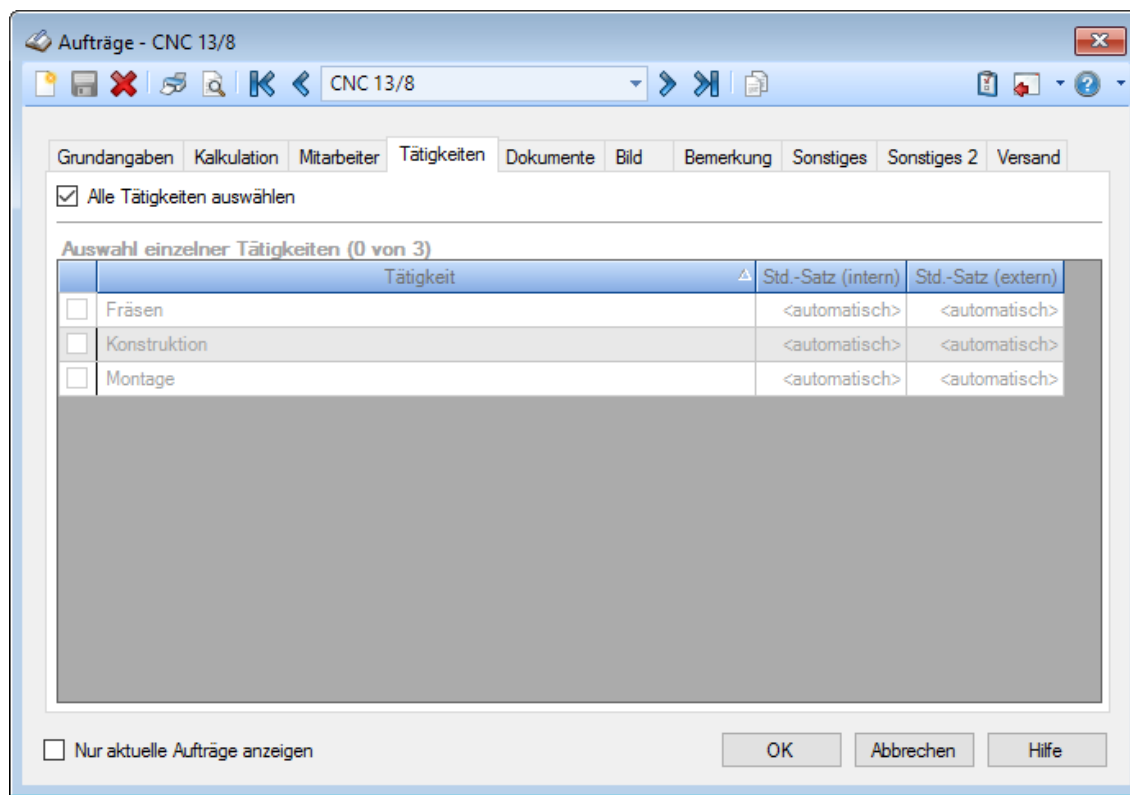 Aufträge - CNC 13/8
CNC 13/8
Grundangaben Kalkulation Mitarbeiter Tätigkeiten Dokumente Bild Bemerkung Sonstiges Sonstiges 2 Versand
Alle Tätigkeiten auswählen
Auswahl einzelner Tätigkeiten (0 von 3)
Tätigkeit Std.-Satz (intern) Std.-Satz (extern)
Fräsen <automatisch> <automatisch>
Konstruktion <automatisch> <automatisch>
Montage <automatisch> <automatisch>
Nur aktuelle Aufträge anzeigen OK Abbrechen Hilfe